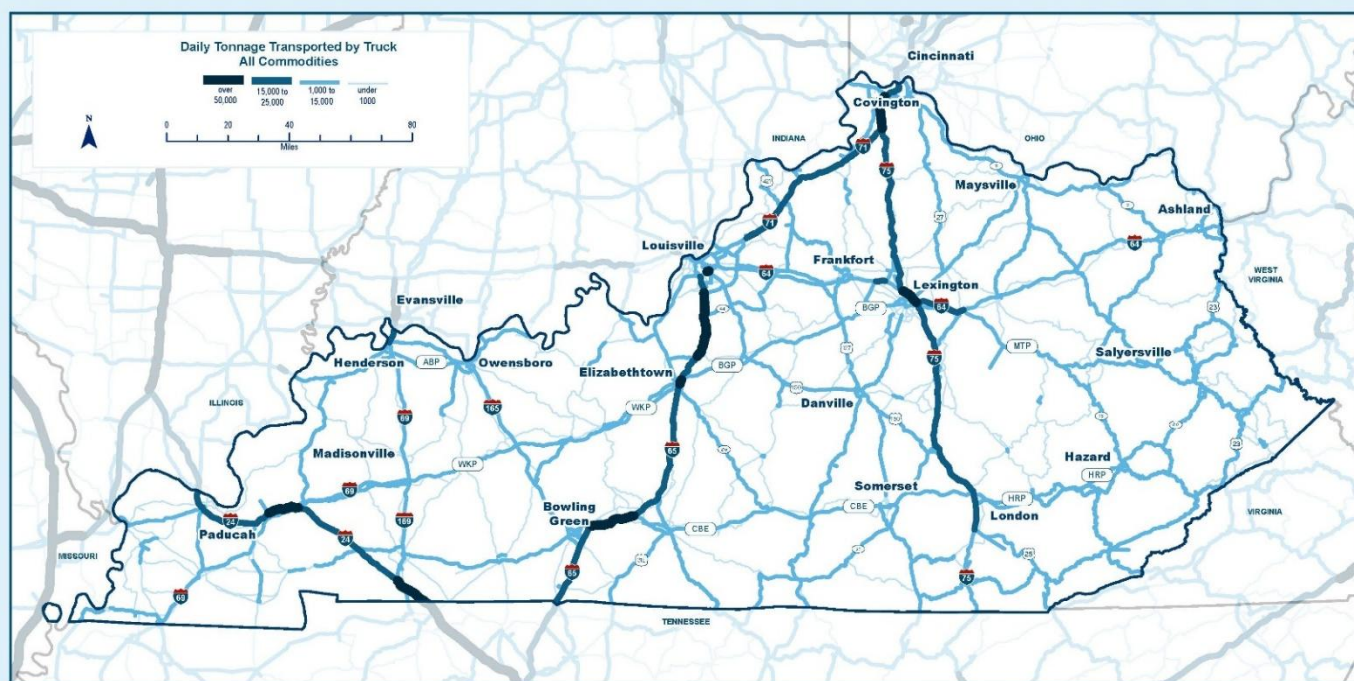 Daily Tonnage Transported by Truck
All Commodities
over
50,000
15,000 to
25,000
1,000 to
15,000
under
1000
N
0
20
40
60
80
Miles
Cincinnati
Covington
INDIANA
OHIO
71
75
Maysville
Ashland
71
27
64
Louisville
64
Frankfort
Lexington
64
BGP
WEST
VIRGINIA
23
Evansville
Henderson
ABP
Owensboro
Elizabethtown
BGP
75
MTP
Salyersville
ILLINOIS
69
165
WKP
Danville
65
Madisonville
WKP
69
23
Hazard
HRP
24
Paducah
169
24
Bowling
Green
CBE
Somerset
CBE
HRP
London
VIRGINIA
MISSOURI
65
75
25
TENNESSEE